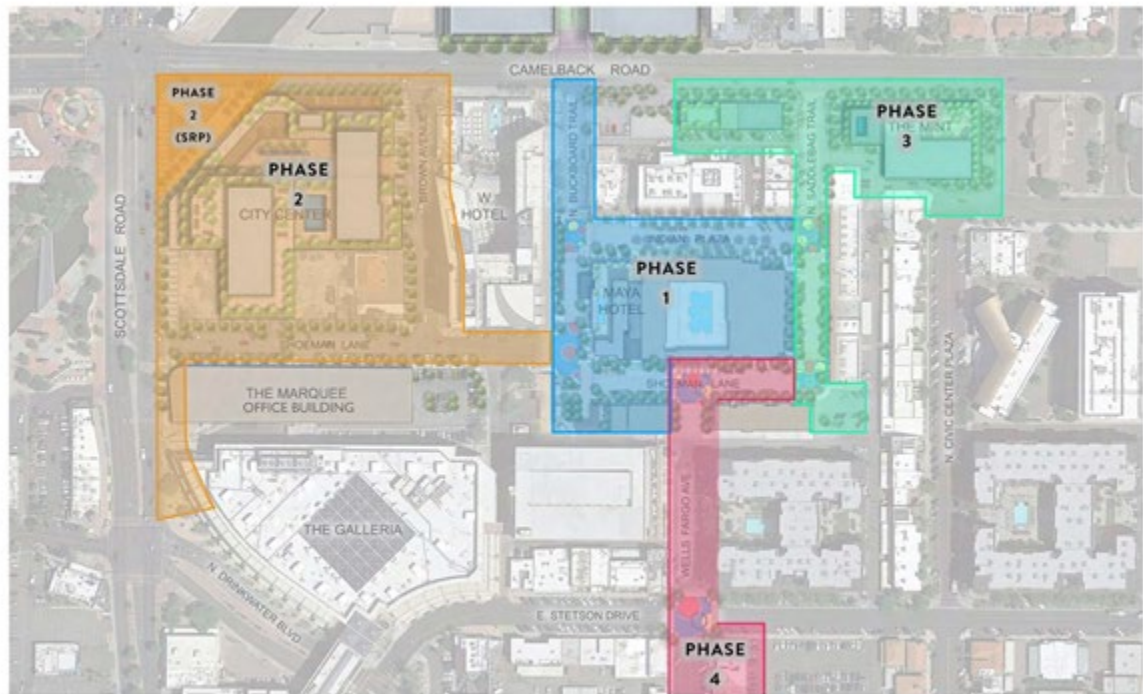 CAMELBACK ROAD
PHASE
2
(SRP)
PHASE
2
CITY CENTER
BROWN AVENUE
W
HOTEL
N. BUCKBOARD TRAIL
N. SADDLEBAG TRAIL
PHASE
3
THE MINT
SCOTTSDALE ROAD
INDIAN PLAZA
PHASE
1
MAYA
HOTEL
SHOEMAN LANE
SHOEMAN LANE
THE MARQUEE
OFFICE BUILDING
N. CIVIC CENTER PLAZA
THE GALLERIA
WELLS FARGO AVE
N. DRINKWATER BLVD
E. STETSON DRIVE
PHASE
4